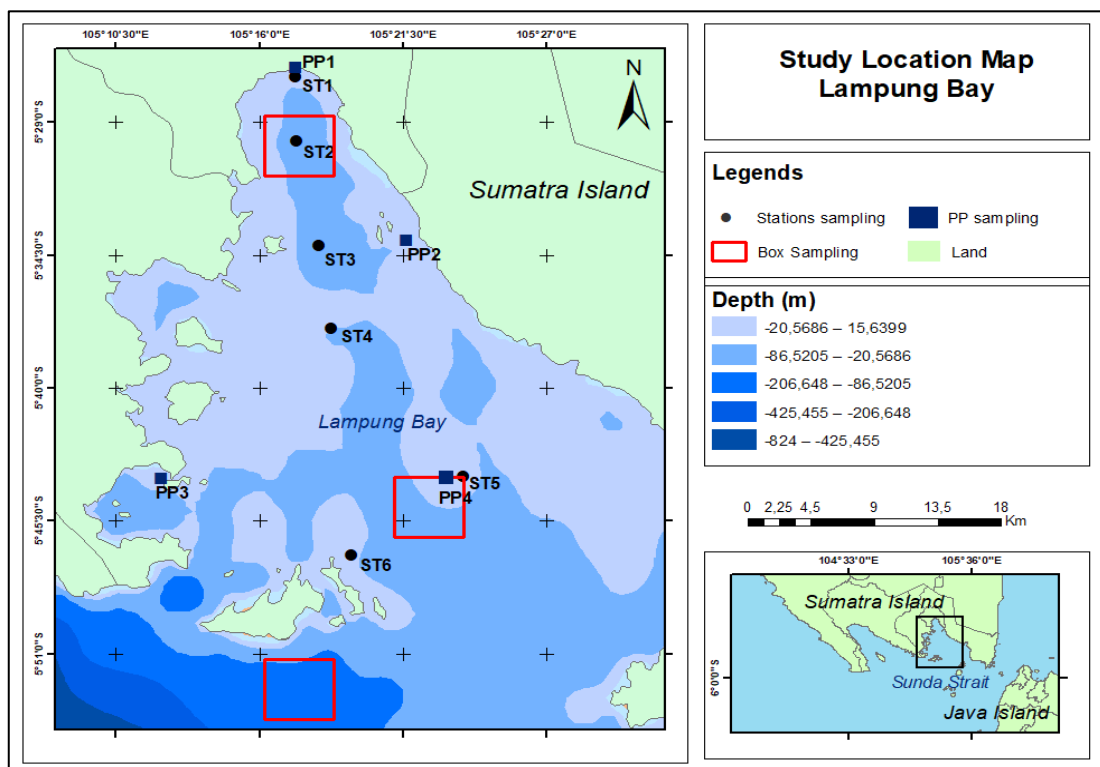 105°10'30"E 105°16'0"E 105°21'30"E 105°27'0"E
5°29'0"S
5°34'30"S
5°40'0"S
5°45'30"S
5°51'0"S
PP1
ST1
N
ST2
Sumatra Island
ST3
PP2
ST4
Lampung Bay
PP3
PP4
ST5
ST6
Study Location Map
Lampung Bay
Legends
Stations sampling
PP sampling
Box Sampling
Land
Depth (m)
-20,5686 – 15,6399
-86,5205 – -20,5686
-206,648 – -86,5205
-425,455 – -206,648
-824 – -425,455
0 2,25 4,5 9 13,5 18
Km
104°33'0"E 105°36'0"E
6°0'0"S
Sumatra Island
Sunda Strait
Java Island